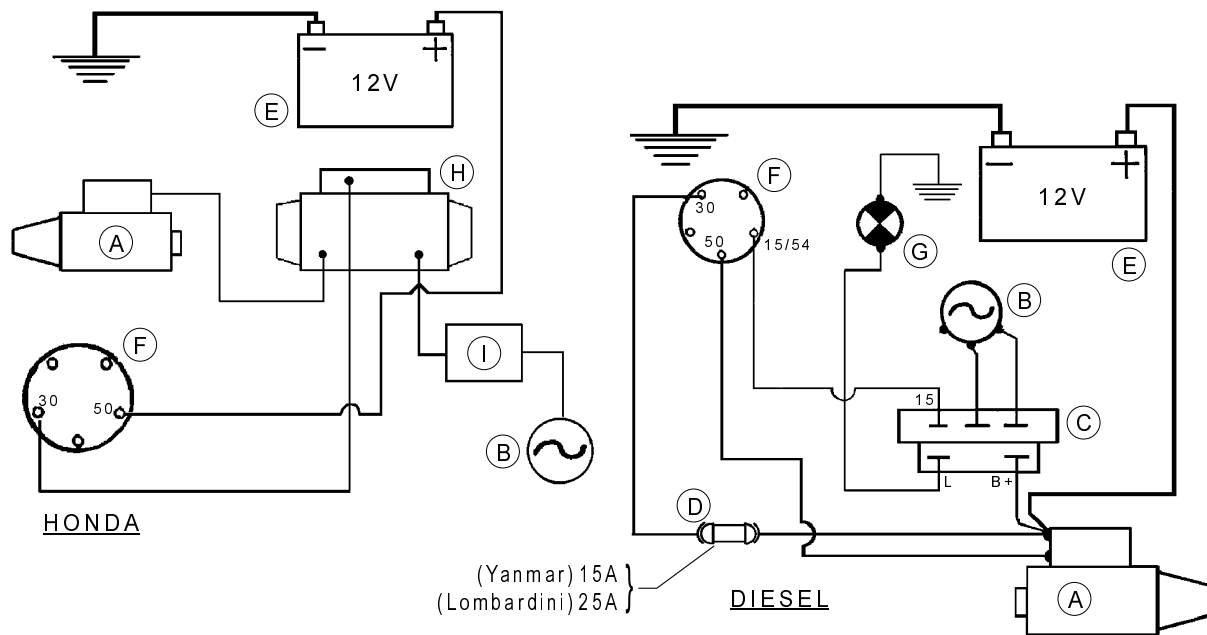 12V
E
H
A
F
30
50
I
B
HONDA
12V
E
F
30
50
15/54
G
B
15
C
L
B+
D
(Yanmar) 15A
(Lombardini) 25A
DIESEL
A